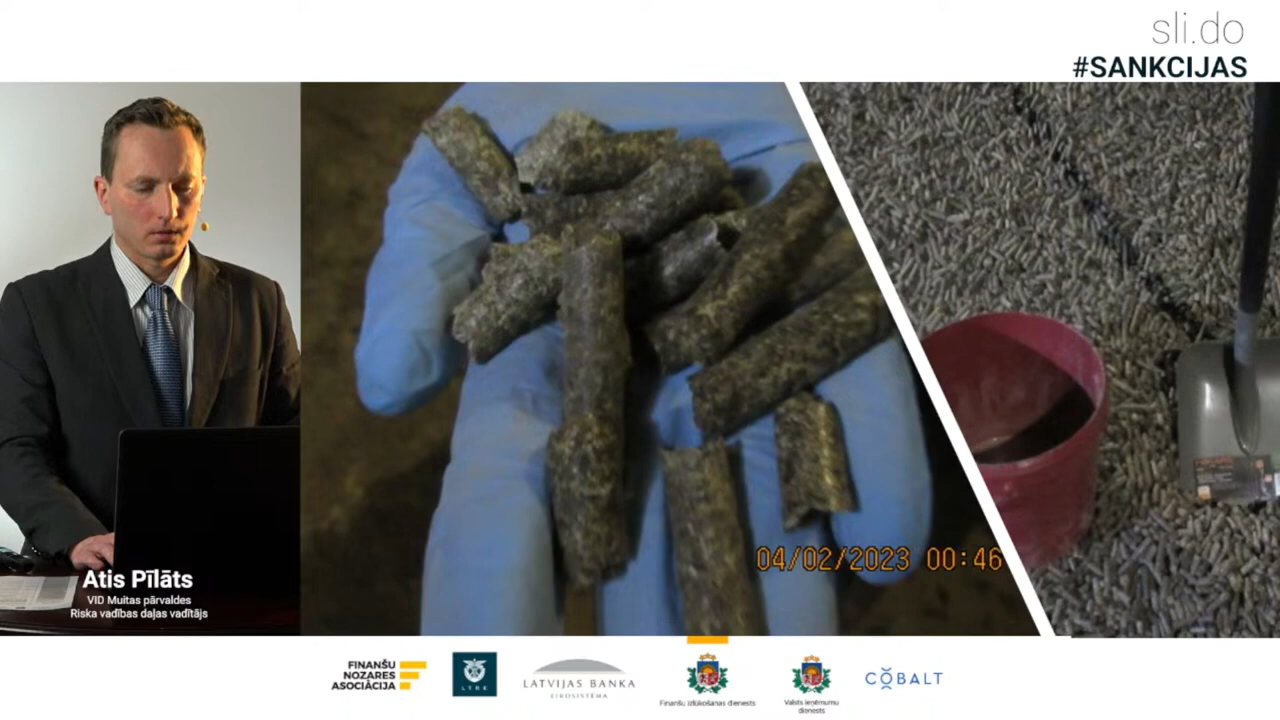 sli.do
#SANKCIJAS
Atis Pīlāts
VID Muitas pārvaldes
Riska vadības daļas vadītājs
04/02/2023 00:46
FINANŠU
NOZARES
ASOCIĀCIJA
LTRK
LATVIJAS BANKA
EIROSISTĒMA
Finanšu izlūkošanas dienests
Valsts ieņēmumu
dienests
COBALT